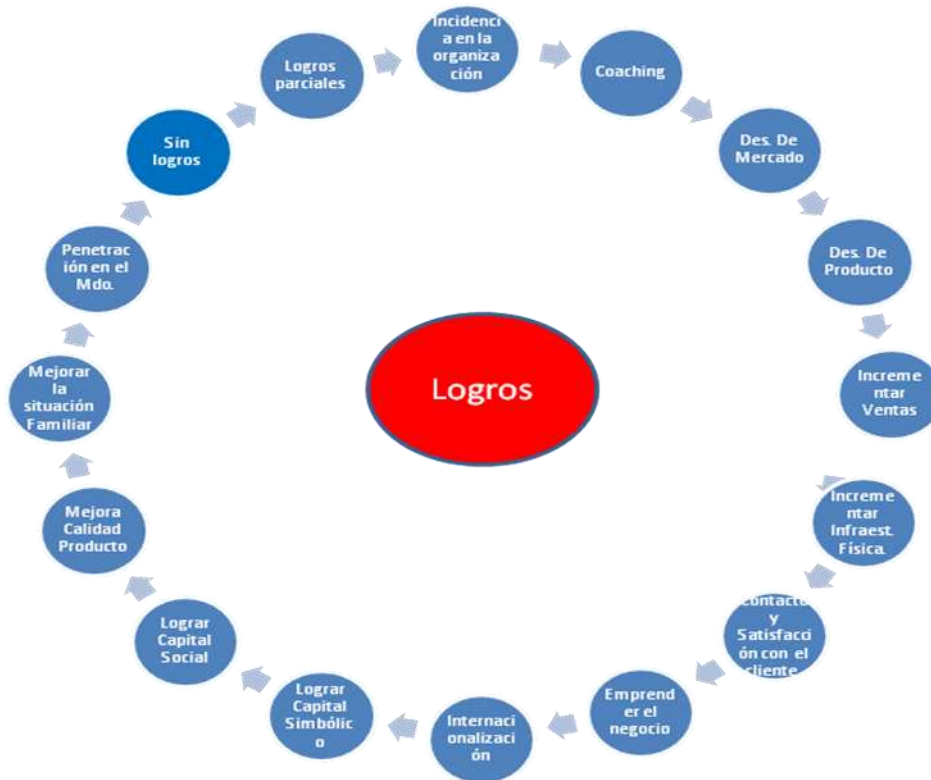 Incidenci
a en la
organiza
ción
Coaching
Des. De
Mercado
Des. De
Producto
Increme
ntar
Ventas
Increme
ntar
Infraest.
Física.
contacto
y
Satisfacci
ón con el
cliente
Emprend
er el
negocio
Internaci
onalizaci
ón
Lograr
Capital
Simbólic
o
Lograr
Capital
Social
Mejora
Calidad
Producto
Mejorar
la
situación
Familiar
Penetrac
ión en el
Mdo.
Sin
logros
Logros
parciales
Logros